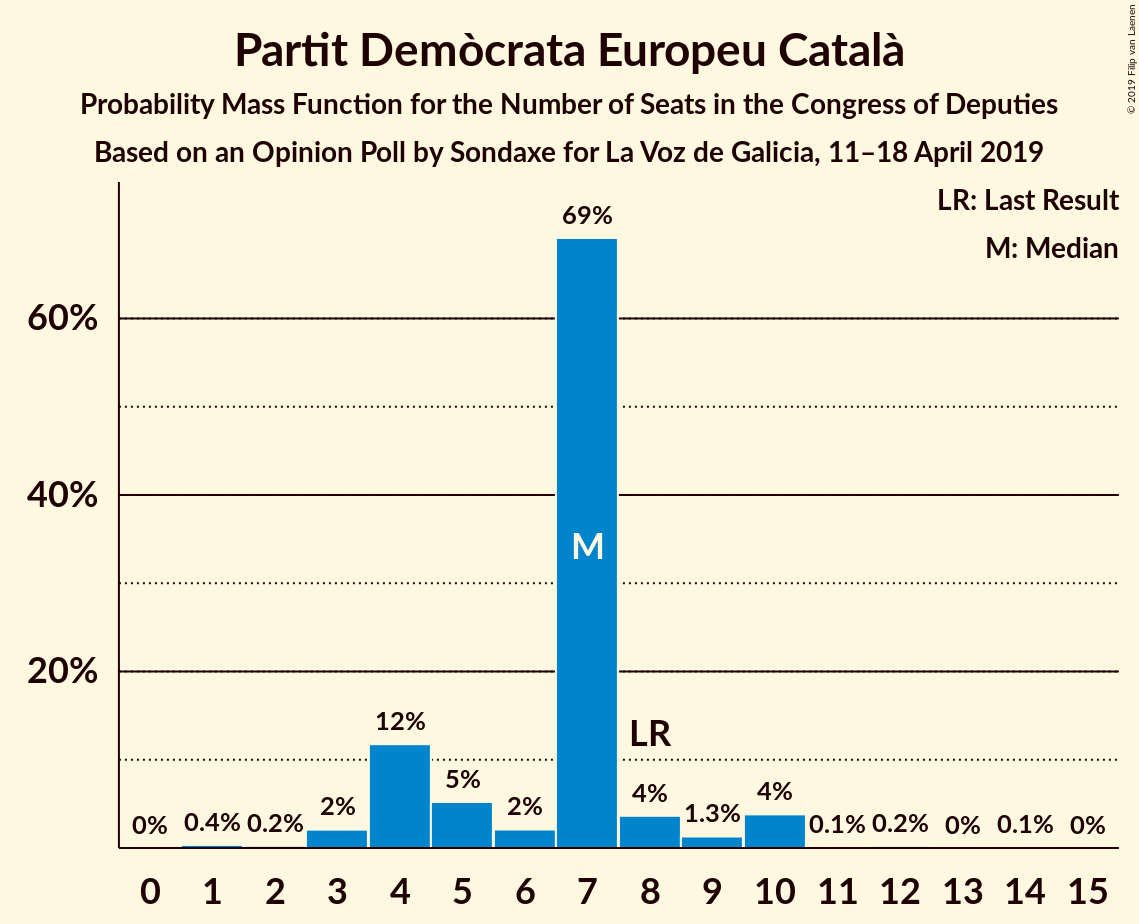 Partit Demòcrata Europeu Català
Probability Mass Function for the Number of Seats in the Congress of Deputies
Based on an Opinion Poll by Sondaxe for La Voz de Galicia, 11–18 April 2019
© 2019 Filip van Laenen
LR: Last Result
M: Median
69%
60%
40%
M
20%
LR
12%
5%
4%
4%
2%
2%
1.3%
0%
0.4%
0.2%
0.1%
0.2%
0%
0.1%
0%
0 1 2 3 4 5 6 7 8 9 10 11 12 13 14 15